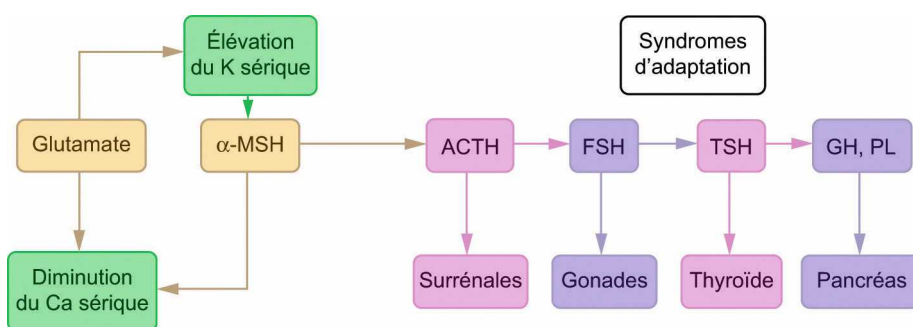 Élévation
du K sérique
Syndromes
d’adaptation
Glutamate
α-MSH
ACTH
FSH
TSH
GH, PL
Diminution
du Ca sérique
Surrénales
Gonades
Thyroïde
Pancréas